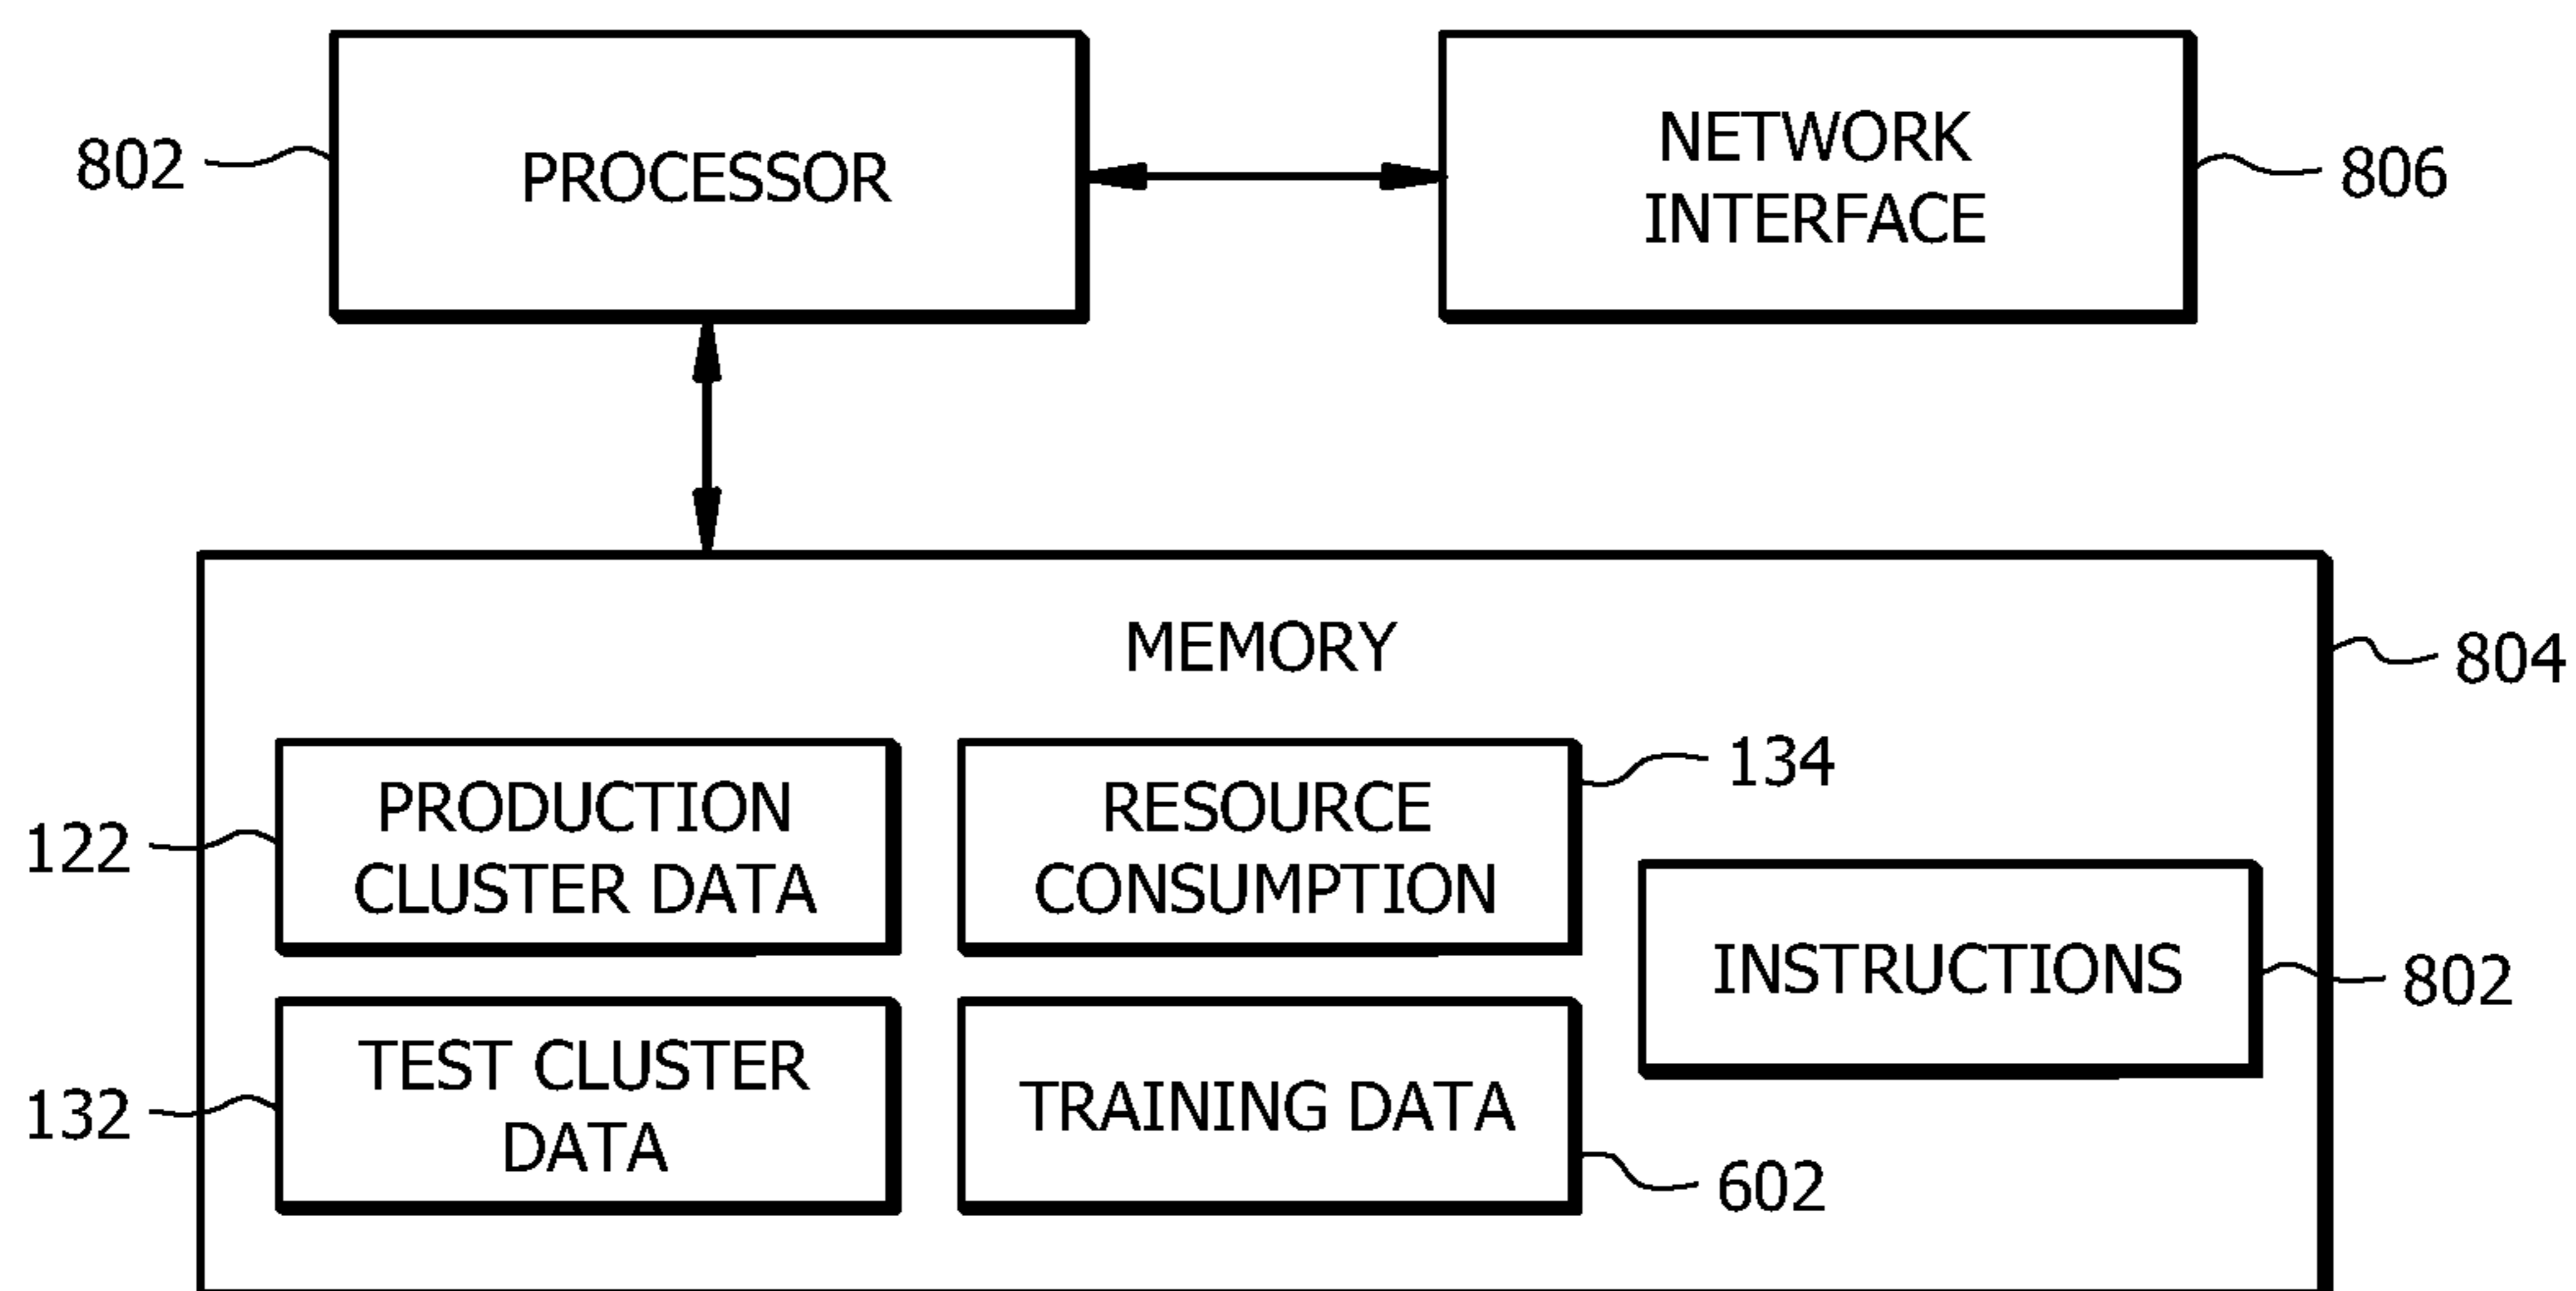 802
PROCESSOR
NETWORK
INTERFACE
806
MEMORY
804
122
PRODUCTION
CLUSTER DATA
RESOURCE
CONSUMPTION
134
INSTRUCTIONS
802
132
TEST CLUSTER
DATA
TRAINING DATA
602